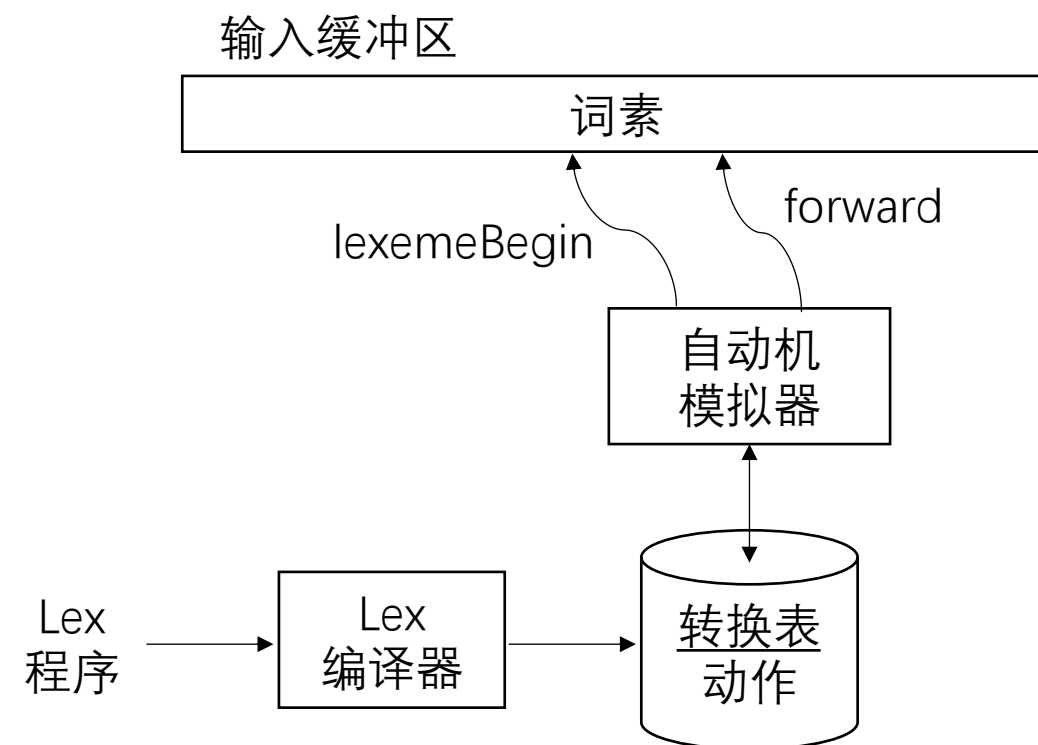 输入缓冲区
词素
lexemeBegin
forward
自动机
模拟器
Lex
程序
Lex
编译器
转换表
动作